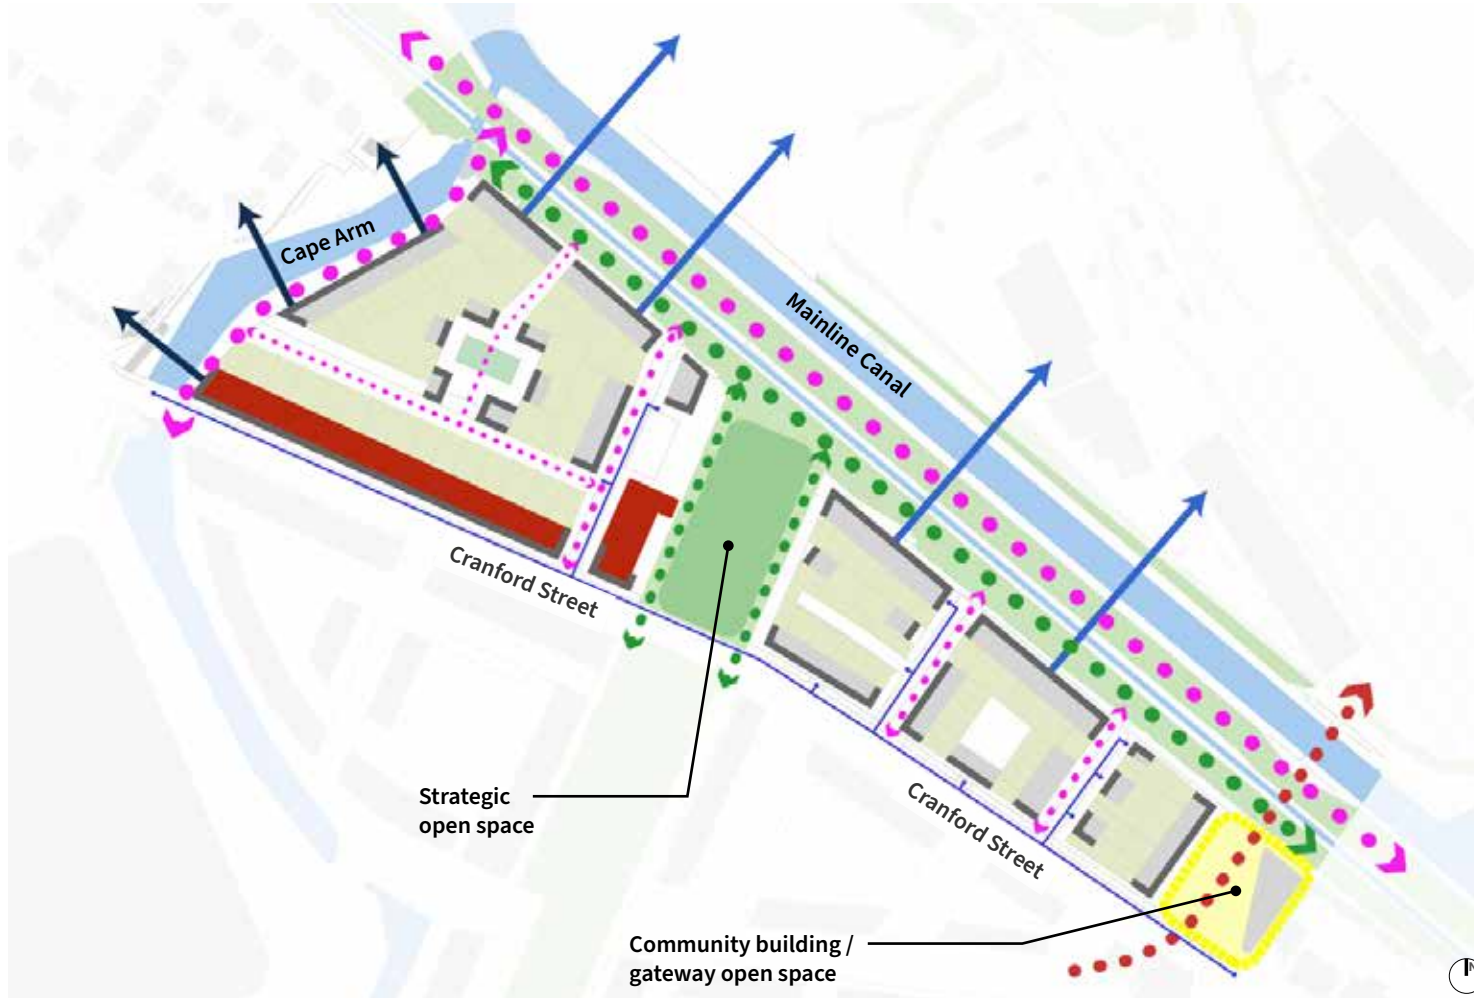 Cape Arm
Mainline Canal
Cranford Street
Strategic
open space
Cranford Street
Community building /
gateway open space
N